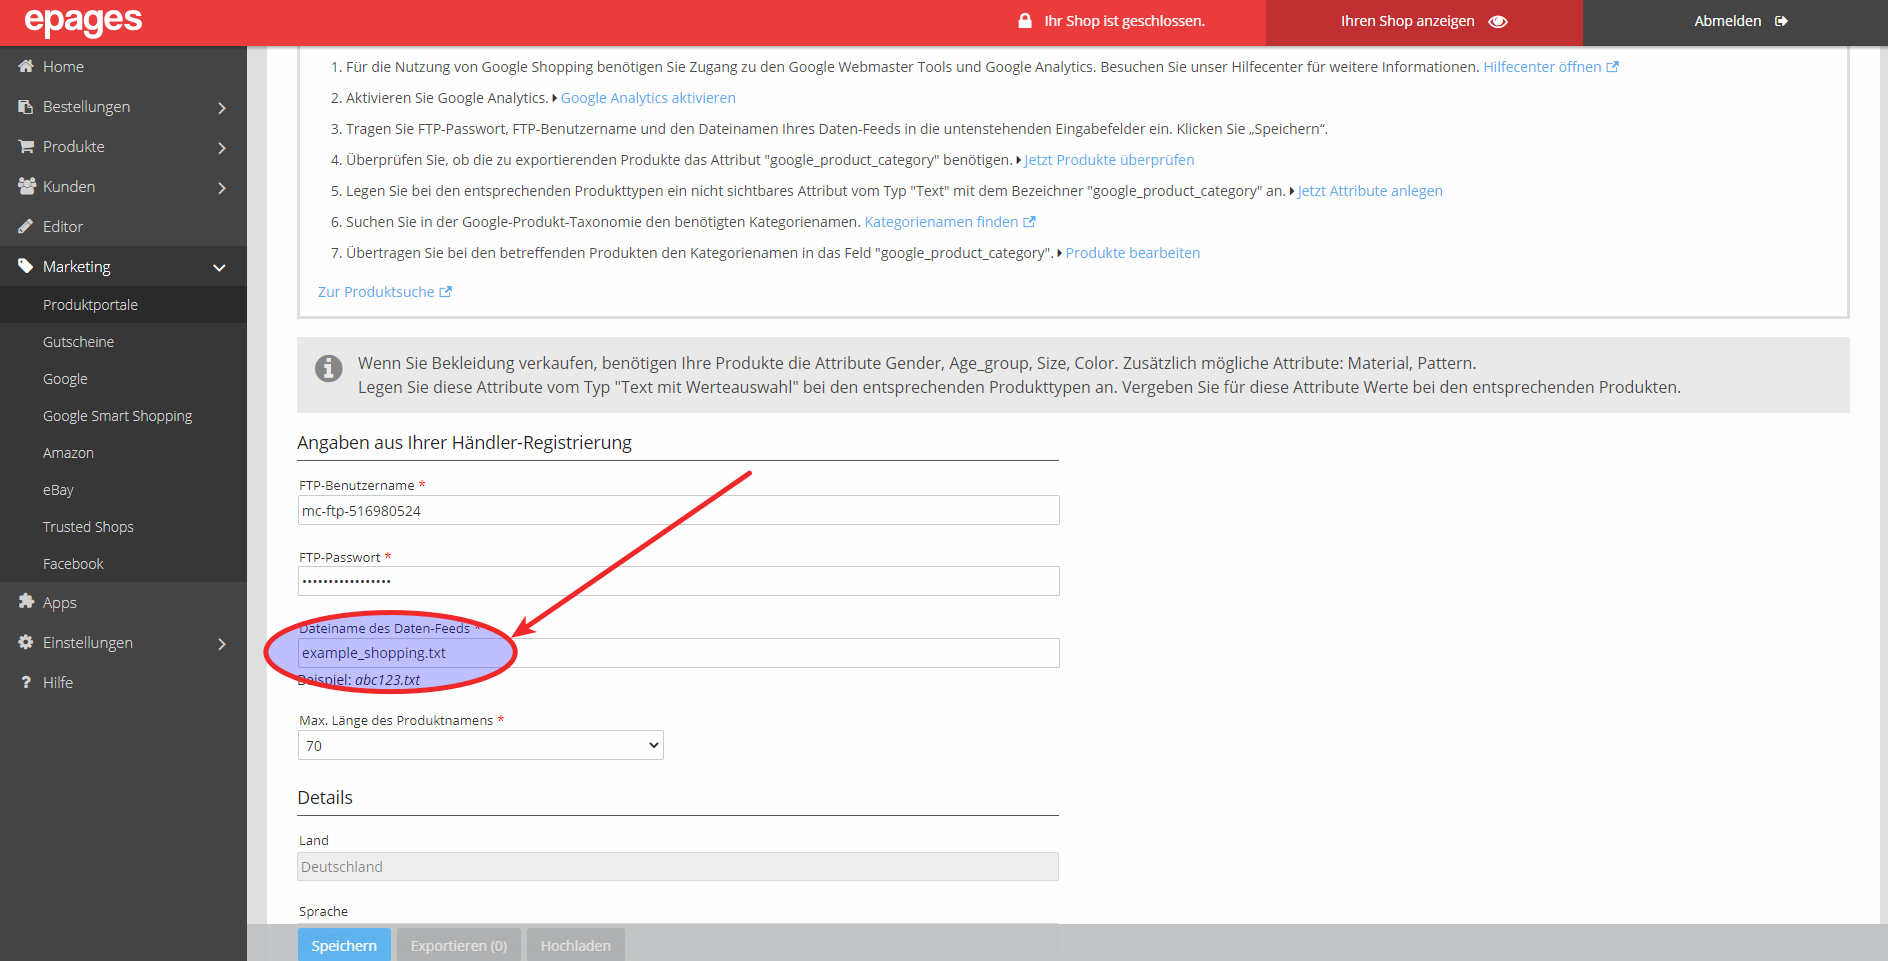 epages
Ihr Shop ist geschlossen.
Ihren Shop anzeigen
Abmelden
Home
Bestellungen
Produkte
Kunden
Editor
Marketing
Produktportale
Gutscheine
Google
Google Smart Shopping
Amazon
eBay
Trusted Shops
Facebook
Apps
Einstellungen
? Hilfe
1. Für die Nutzung von Google Shopping benötigen Sie Zugang zu den Google Webmaster Tools und Google Analytics. Besuchen Sie unser Hilfecenter für weitere Informationen. Hilfecenter öffnen
2. Aktivieren Sie Google Analytics. Google Analytics aktivieren
3. Tragen Sie FTP-Passwort, FTP-Benutzername und den Dateinamen Ihres Daten-Feeds in die untenstehenden Eingabefelder ein. Klicken Sie „Speichern“.
4. Überprüfen Sie, ob die zu exportierenden Produkte das Attribut "google_product_category" benötigen. Jetzt Produkte überprüfen
5. Legen Sie bei den entsprechenden Produkttypen ein nicht sichtbares Attribut vom Typ "Text" mit dem Bezeichner "google_product_category" an. Jetzt Attribute anlegen
6. Suchen Sie in der Google-Produkt-Taxonomie den benötigten Kategorienamen. Kategorienamen finden
7. Übertragen Sie bei den betreffenden Produkten den Kategorienamen in das Feld "google_product_category". Produkte bearbeiten
Zur Produktsuche
Wenn Sie Bekleidung verkaufen, benötigen Ihre Produkte die Attribute Gender, Age_group, Size, Color. Zusätzlich mögliche Attribute: Material, Pattern.
Legen Sie diese Attribute vom Typ "Text mit Werteauswahl" bei den entsprechenden Produkttypen an. Vergeben Sie für diese Attribute Werte bei den entsprechenden Produkten.
Angaben aus Ihrer Händler-Registrierung
FTP-Benutzername *
mc-ftp-516980524
FTP-Passwort *
•••••••••••••••••
Dateiname des Daten-Feeds *
example_shopping.txt
Beispiel: abc123.txt
Max. Länge des Produktnamens *
70
Details
Land
Deutschland
Sprache
Speichern
Exportieren (0)
Hochladen